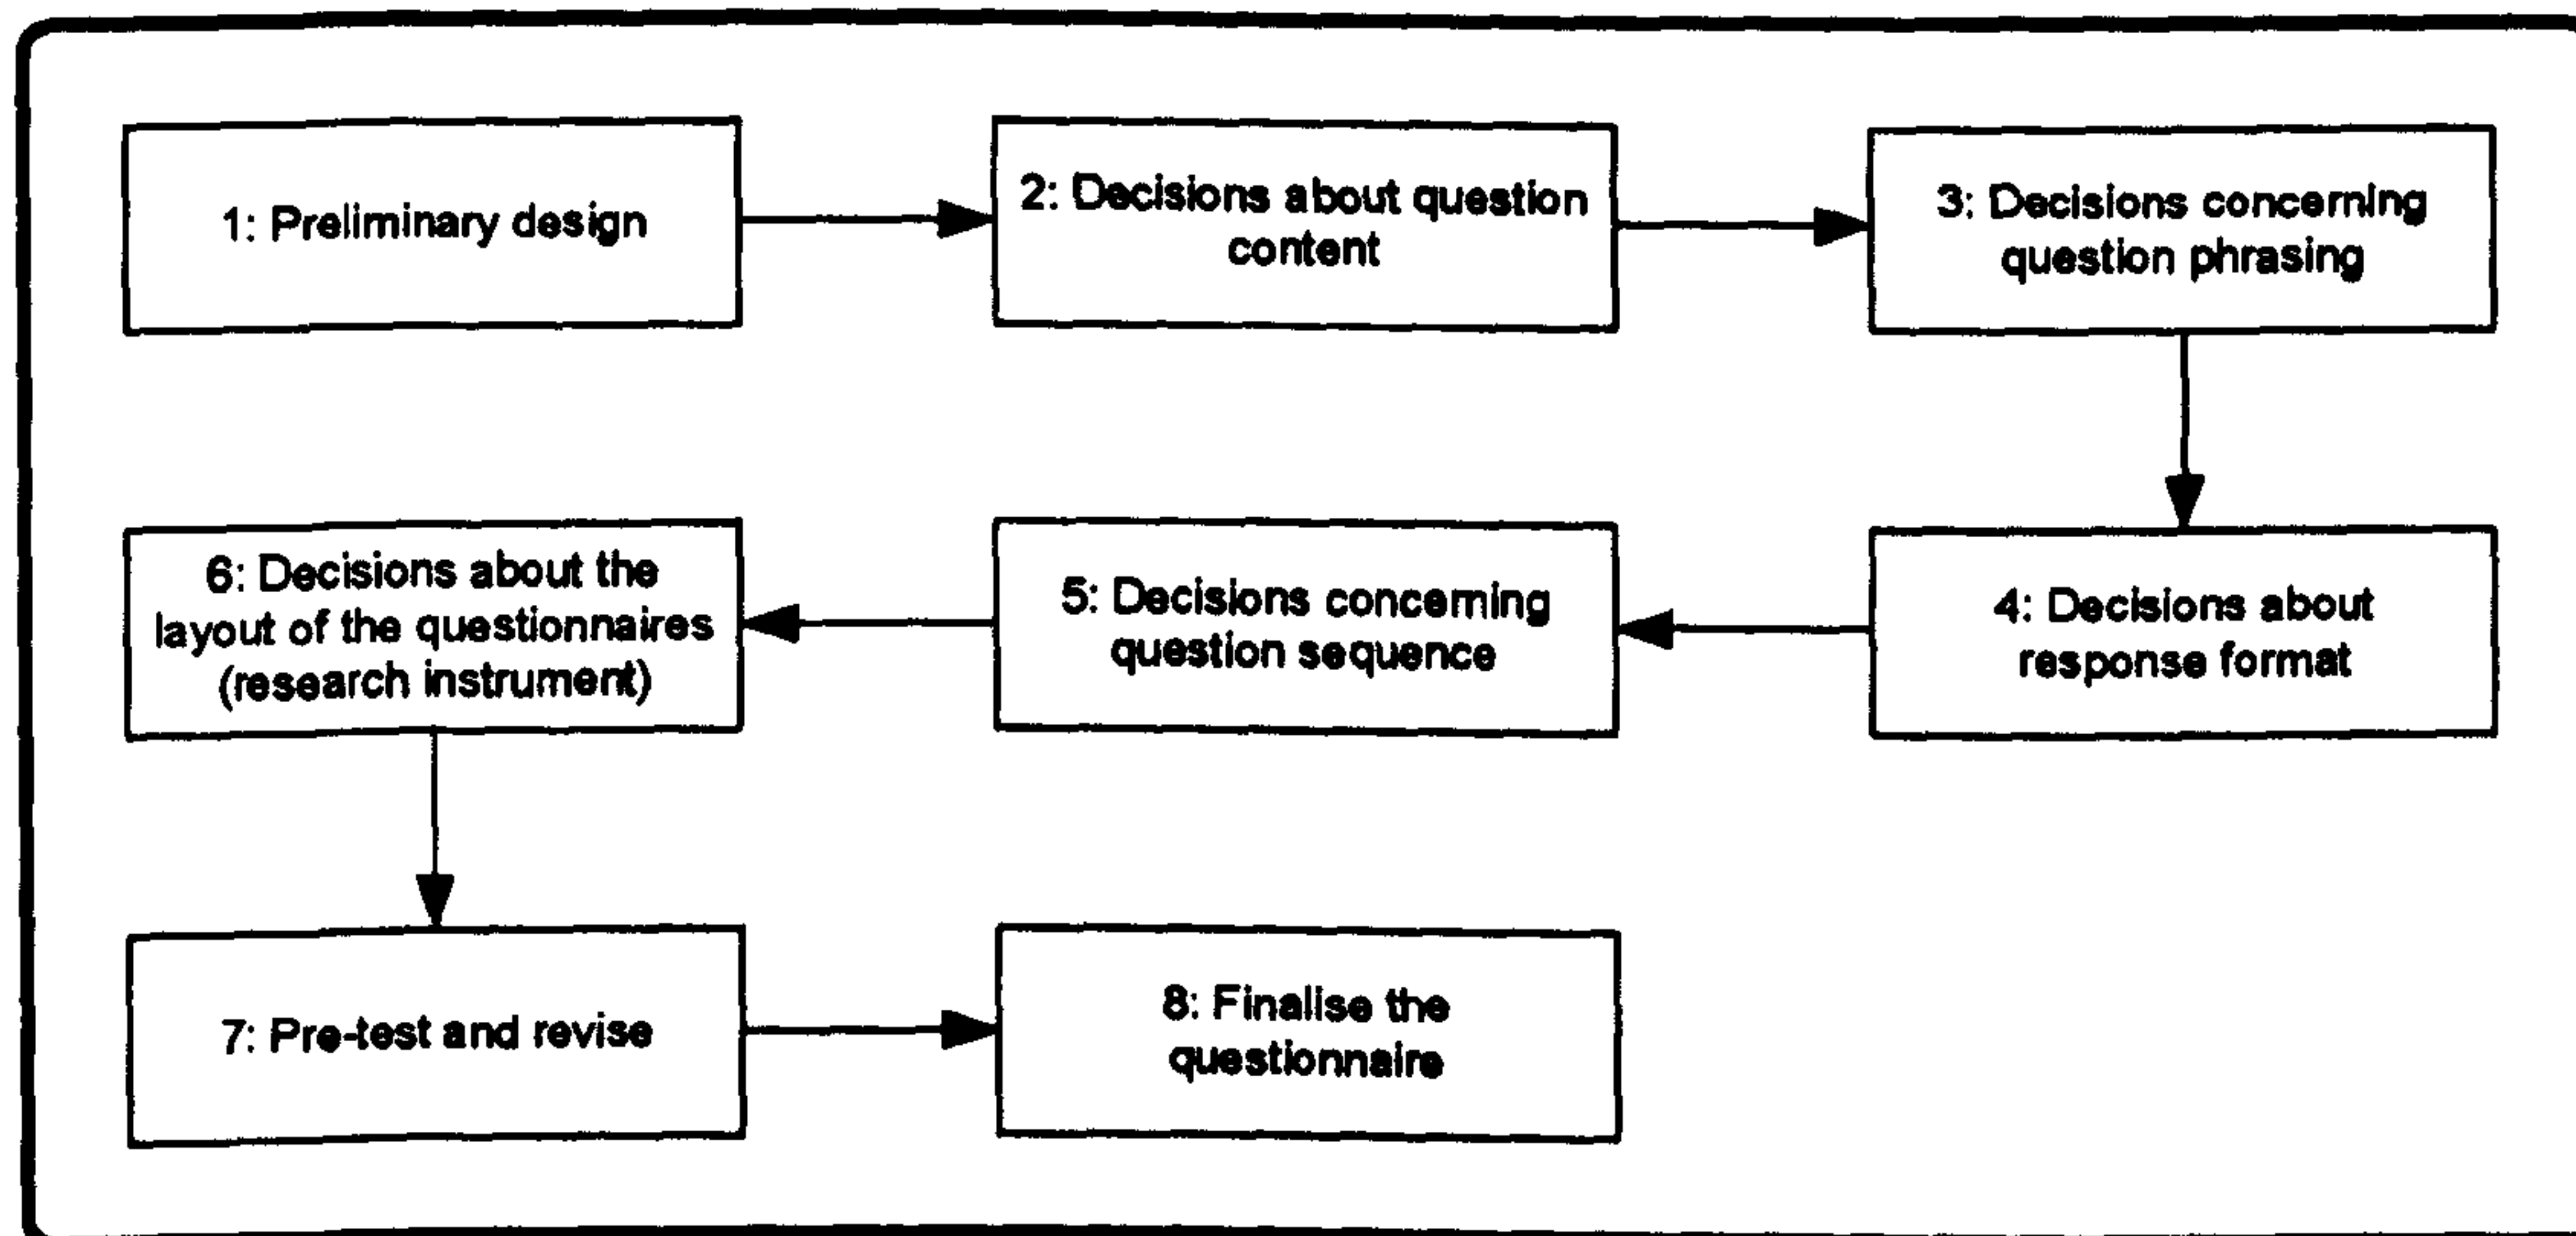 1: Preliminary design
2: Decisions about question
content
3: Decisions concerning
question phrasing
4: Decisions about
response format
5: Decisions concerning
question sequence
6: Decisions about the
layout of the questionnaires
(research instrument)
7: Pre-test and revise
8: Finalise the
questionnaire